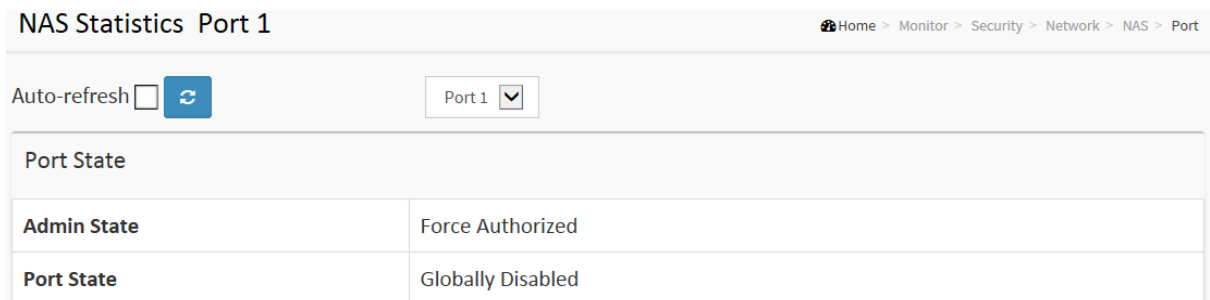 NAS Statistics Port 1
Home > Monitor > Security > Network > NAS > Port
Auto-refresh
Port 1
Port State
Admin State Force Authorized
Port State Globally Disabled